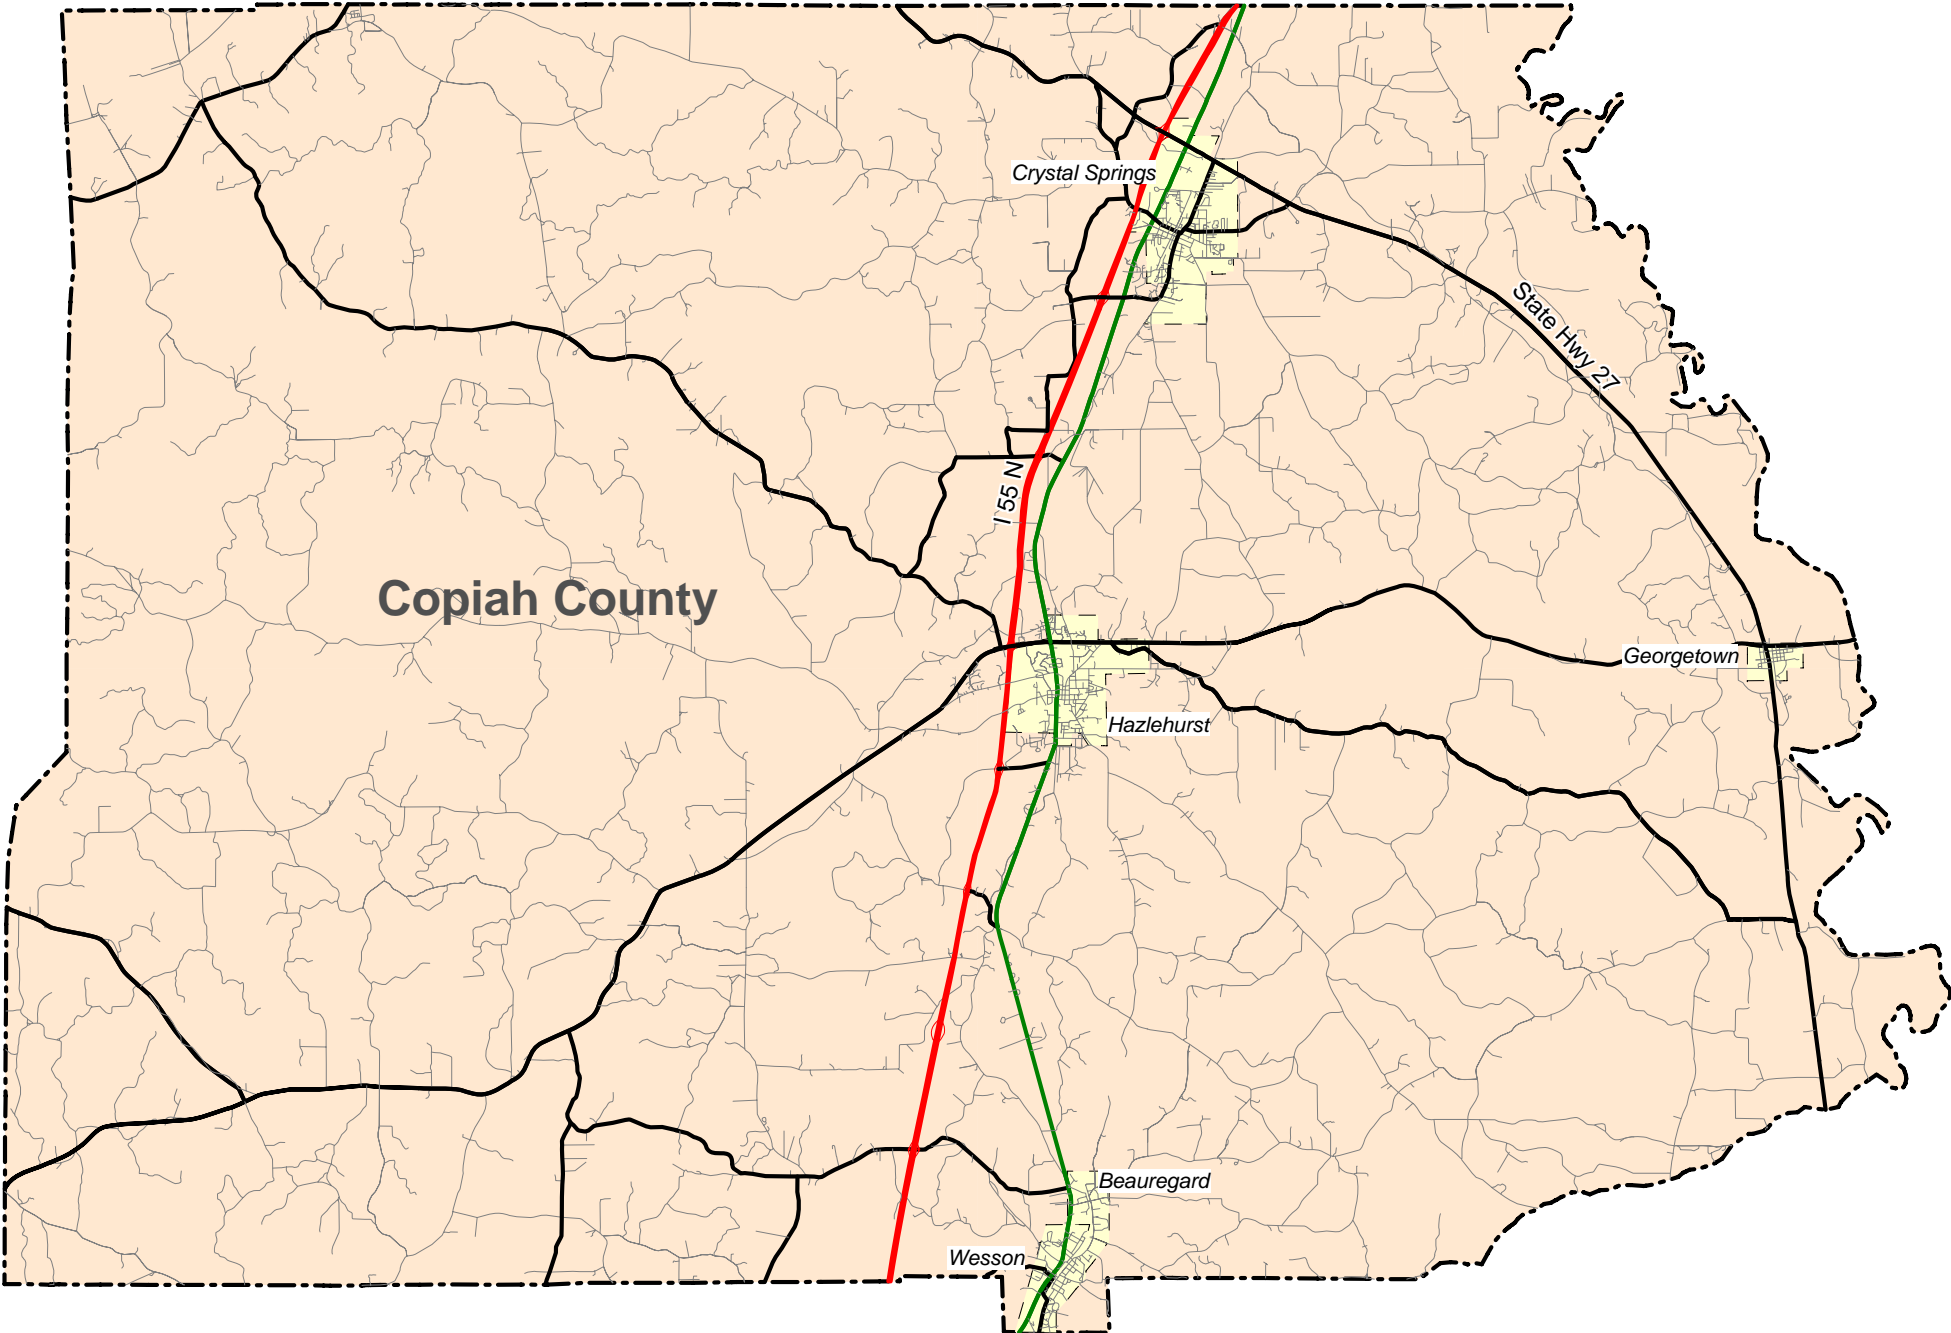 Crystal Springs
State Hwy 27
I 55 N
Copiah County
Georgetown
Hazlehurst
Beauregard
Wesson